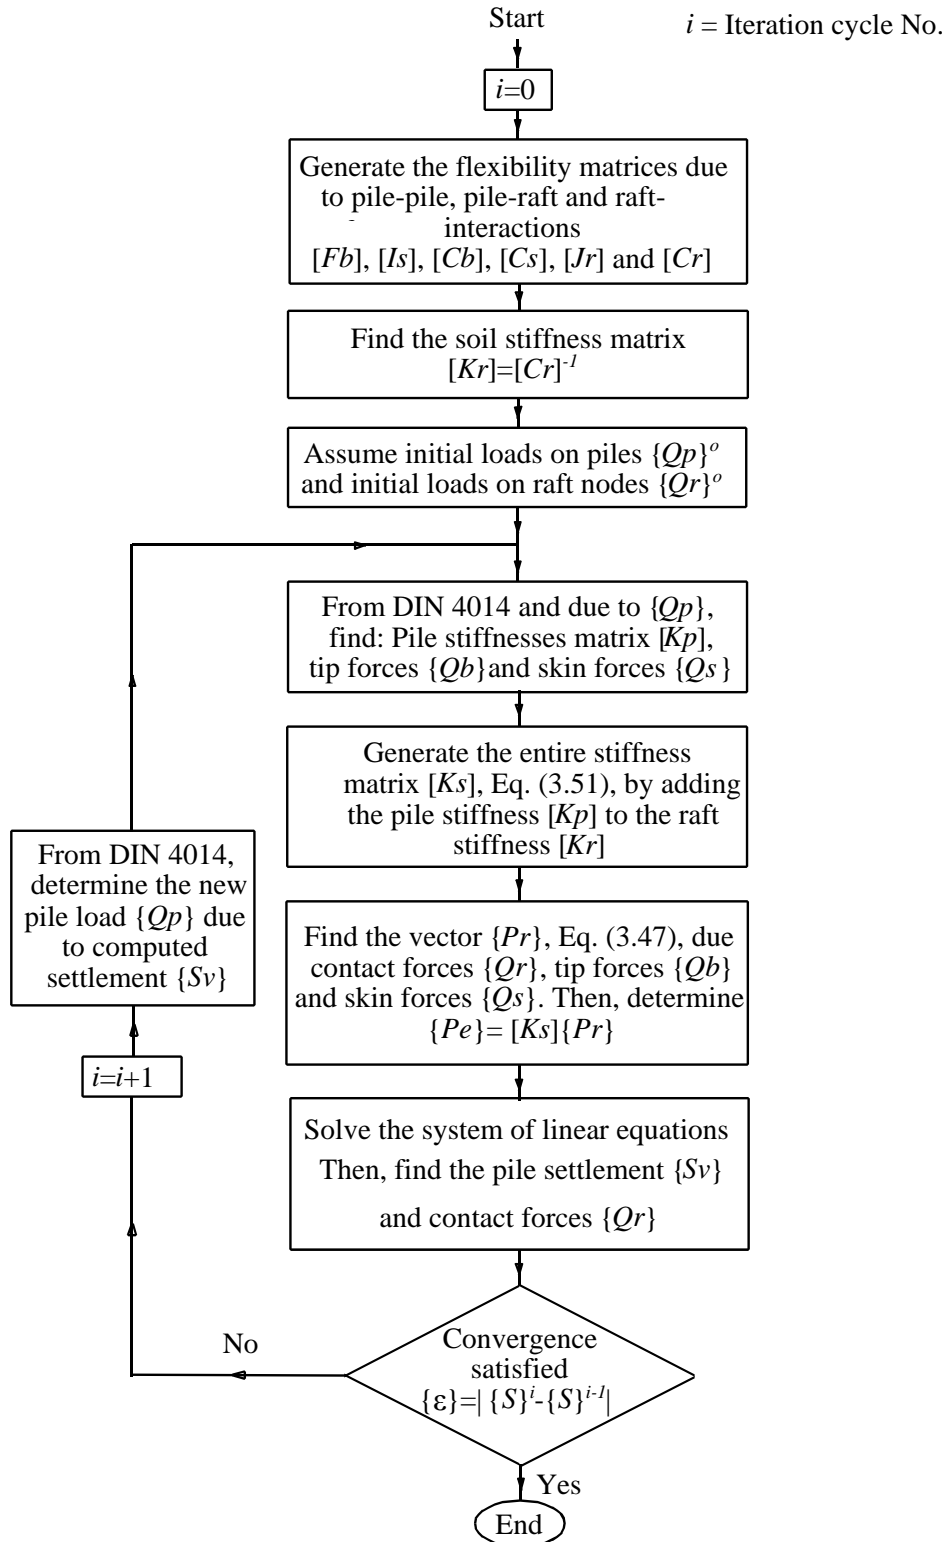 Start
i = Iteration cycle No.
i=0
Generate the flexibility matrices due
to pile-pile, pile-raft and raft-
interactions
[Fb], [Is], [Cb], [Cs], [Jr] and [Cr]
Find the soil stiffness matrix
[Kr]=[Cr]⁻¹
Assume initial loads on piles {Qp}ᵒ
and initial loads on raft nodes {Qr}ᵒ
From DIN 4014 and due to {Qp},
find: Pile stiffnesses matrix [Kp],
tip forces {Qb}and skin forces {Qs}
Generate the entire stiffness
matrix [Ks], Eq. (3.51), by adding
the pile stiffness [Kp] to the raft
stiffness [Kr]
From DIN 4014,
determine the new
pile load {Qp} due
to computed
settlement {Sv}
Find the vector {Pr}, Eq. (3.47), due
contact forces {Qr}, tip forces {Qb}
and skin forces {Qs}. Then, determine
{Pe}= [Ks]{Pr}
i=i+1
Solve the system of linear equations
Then, find the pile settlement {Sv}
and contact forces {Qr}
No
Convergence
satisfied
{ε}=| {S}ⁱ-{S}ⁱ⁻¹|
Yes
End